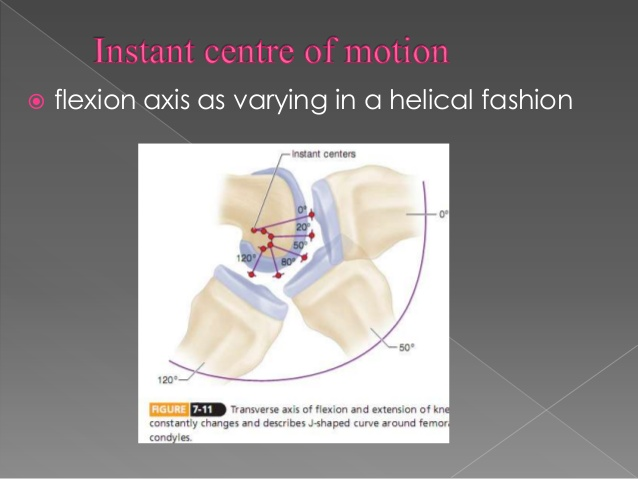 Instant centre of motion
flexion axis as varying in a helical fashion
Instant centers
0°
20°
50°
80°
120°
0°
50°
120°
FIGURE 7-11 Transverse axis of flexion and extension of kne
constantly changes and describes J-shaped curve around femor
condyles.